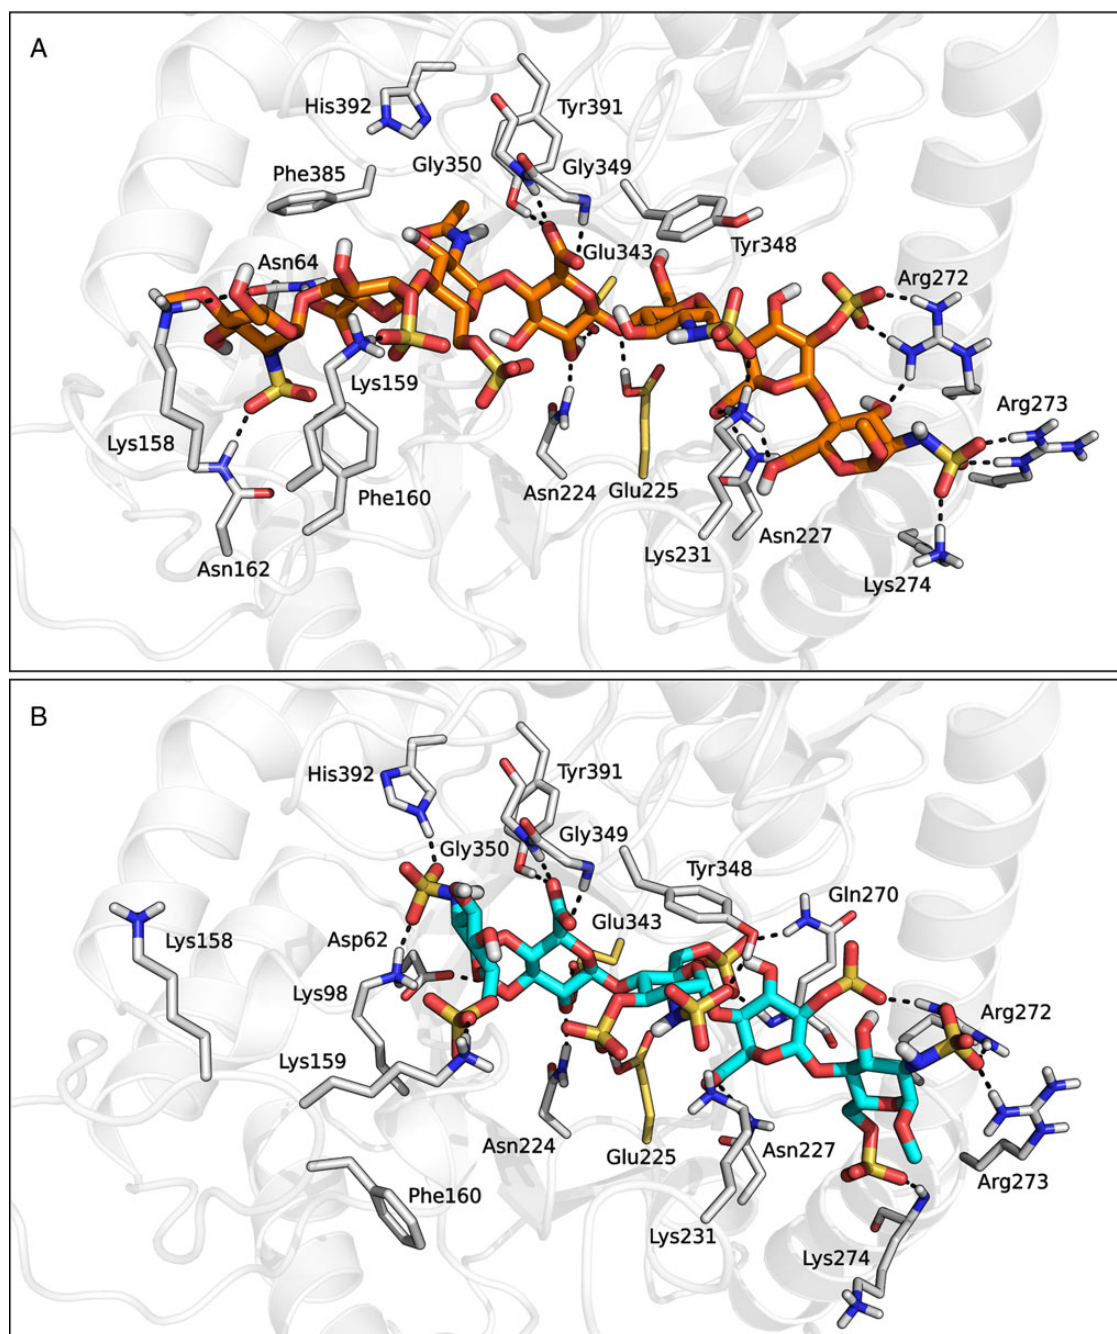 A
His392
Tyr391
Gly350
Gly349
Phe385
Glu343
Tyr348
Asn64
Arg272
Lys159
Arg273
Lys158
Asn224
Glu225
Phe160
Asn227
Lys231
Asn162
Lys274
B
His392
Tyr391
Gly350
Gly349
Tyr348
Gln270
Glu343
Lys158
Asp62
Lys98
Arg272
Lys159
Asn224
Glu225
Asn227
Arg273
Phe160
Lys231
Lys274